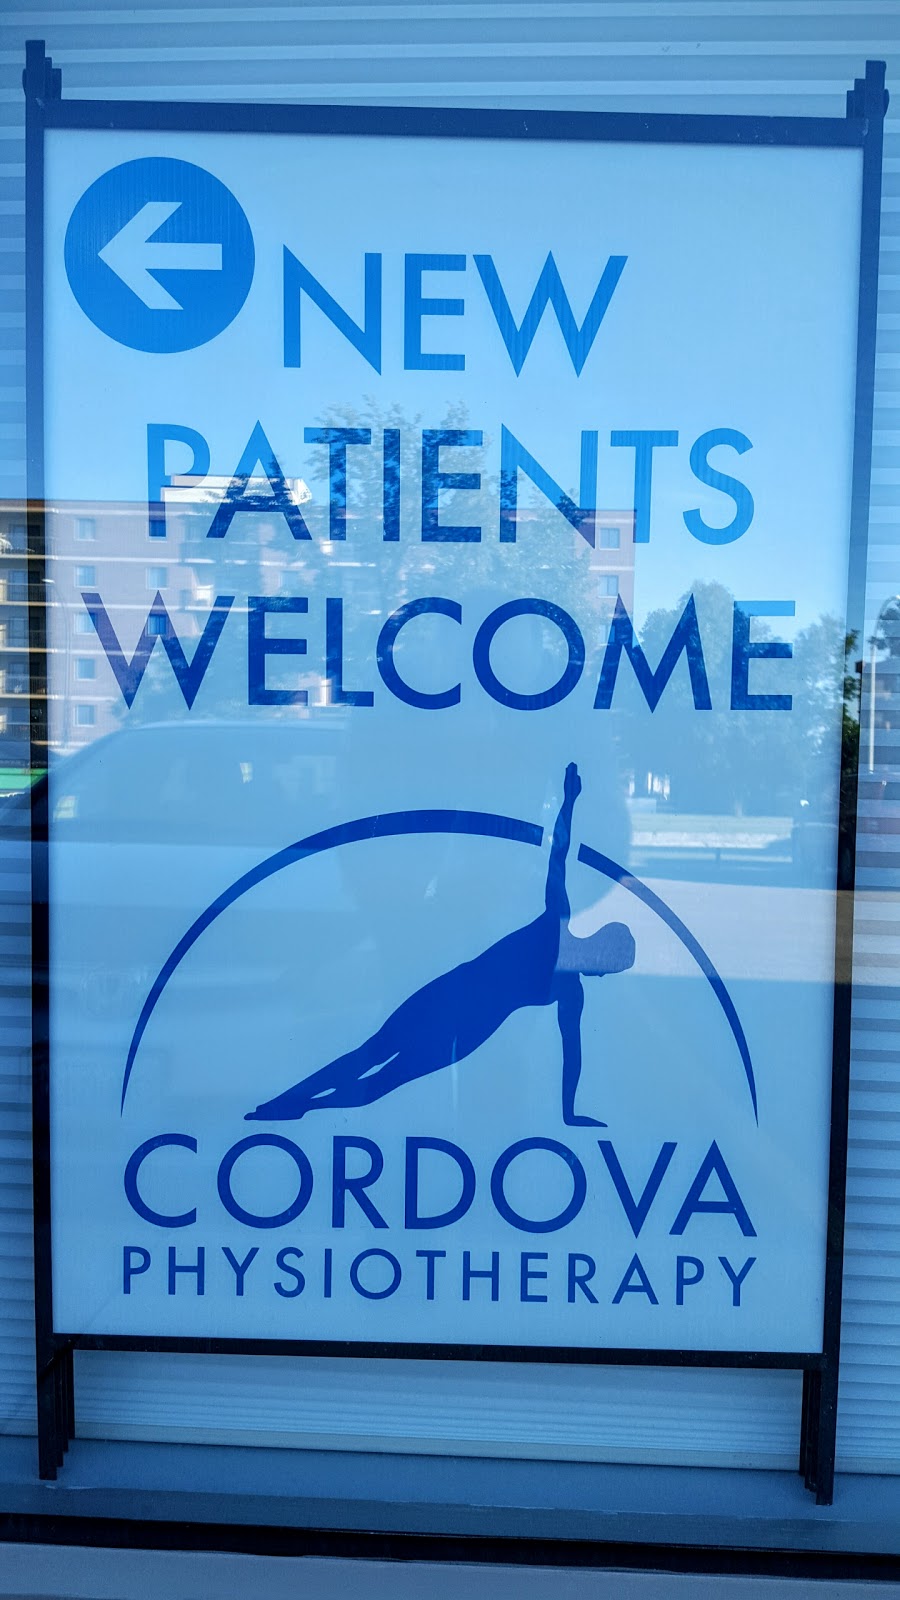 NEW
PATIENTS
WELCOME
CORDOVA
PHYSIOTHERAPY